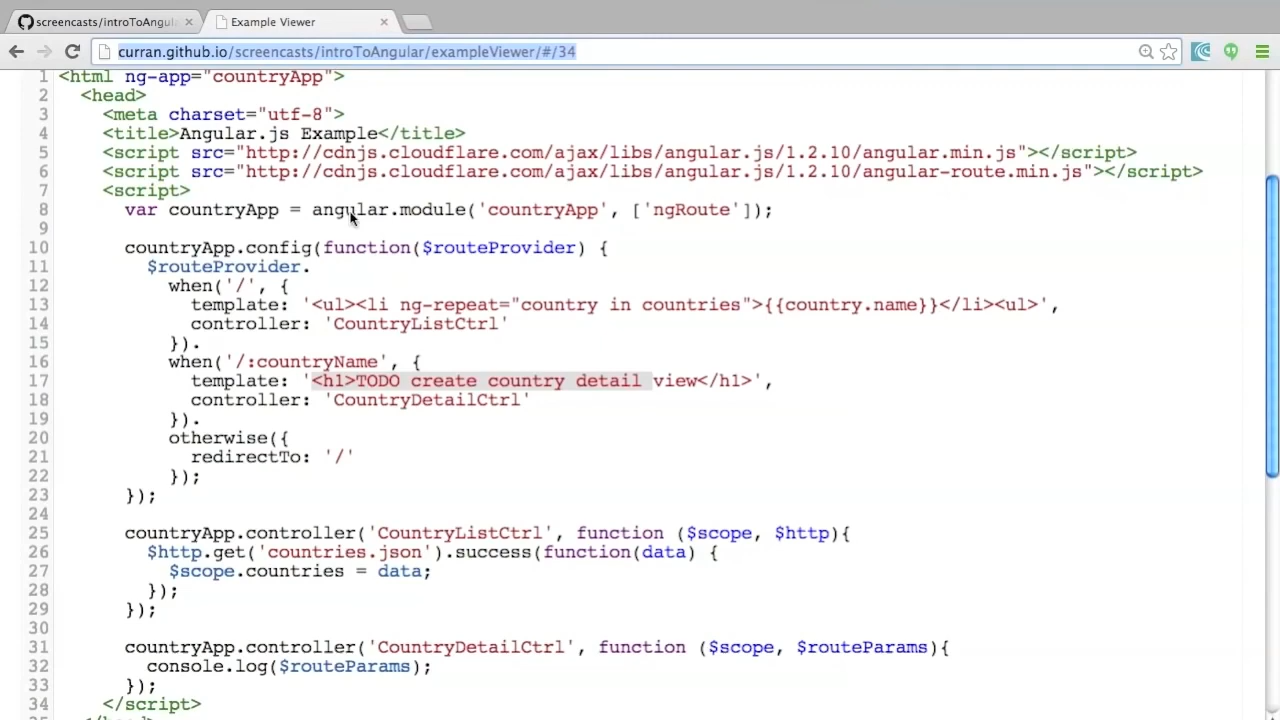 screencasts/introToAngul
Example Viewer
curran.github.io/screencasts/introToAngular/exampleViewer/#/34
1 <html ng-app="countryApp">
2 <head>
3 <meta charset="utf-8">
4 <title>Angular.js Example</title>
5 <script src="http://cdnjs.cloudflare.com/ajax/libs/angular.js/1.2.10/angular.min.js"></script>
6 <script src="http://cdnjs.cloudflare.com/ajax/libs/angular.js/1.2.10/angular-route.min.js"></script>
7 <script>
8 var countryApp = angular.module('countryApp', ['ngRoute']);
9
10 countryApp.config(function($routeProvider) {
11 $routeProvider.
12 when('/', {
13 template: '<ul><li ng-repeat="country in countries">{{country.name}}</li><ul>',
14 controller: 'CountryListCtrl'
15 }).
16 when('/:countryName', {
17 template: '<h1>TODO create country detail view</h1>',
18 controller: 'CountryDetailCtrl'
19 }).
20 otherwise({
21 redirectTo: '/'
22 });
23 });
24
25 countryApp.controller('CountryListCtrl', function ($scope, $http){
26 $http.get('countries.json').success(function(data) {
27 $scope.countries = data;
28 });
29 });
30
31 countryApp.controller('CountryDetailCtrl', function ($scope, $routeParams){
32 console.log($routeParams);
33 });
34 </script>